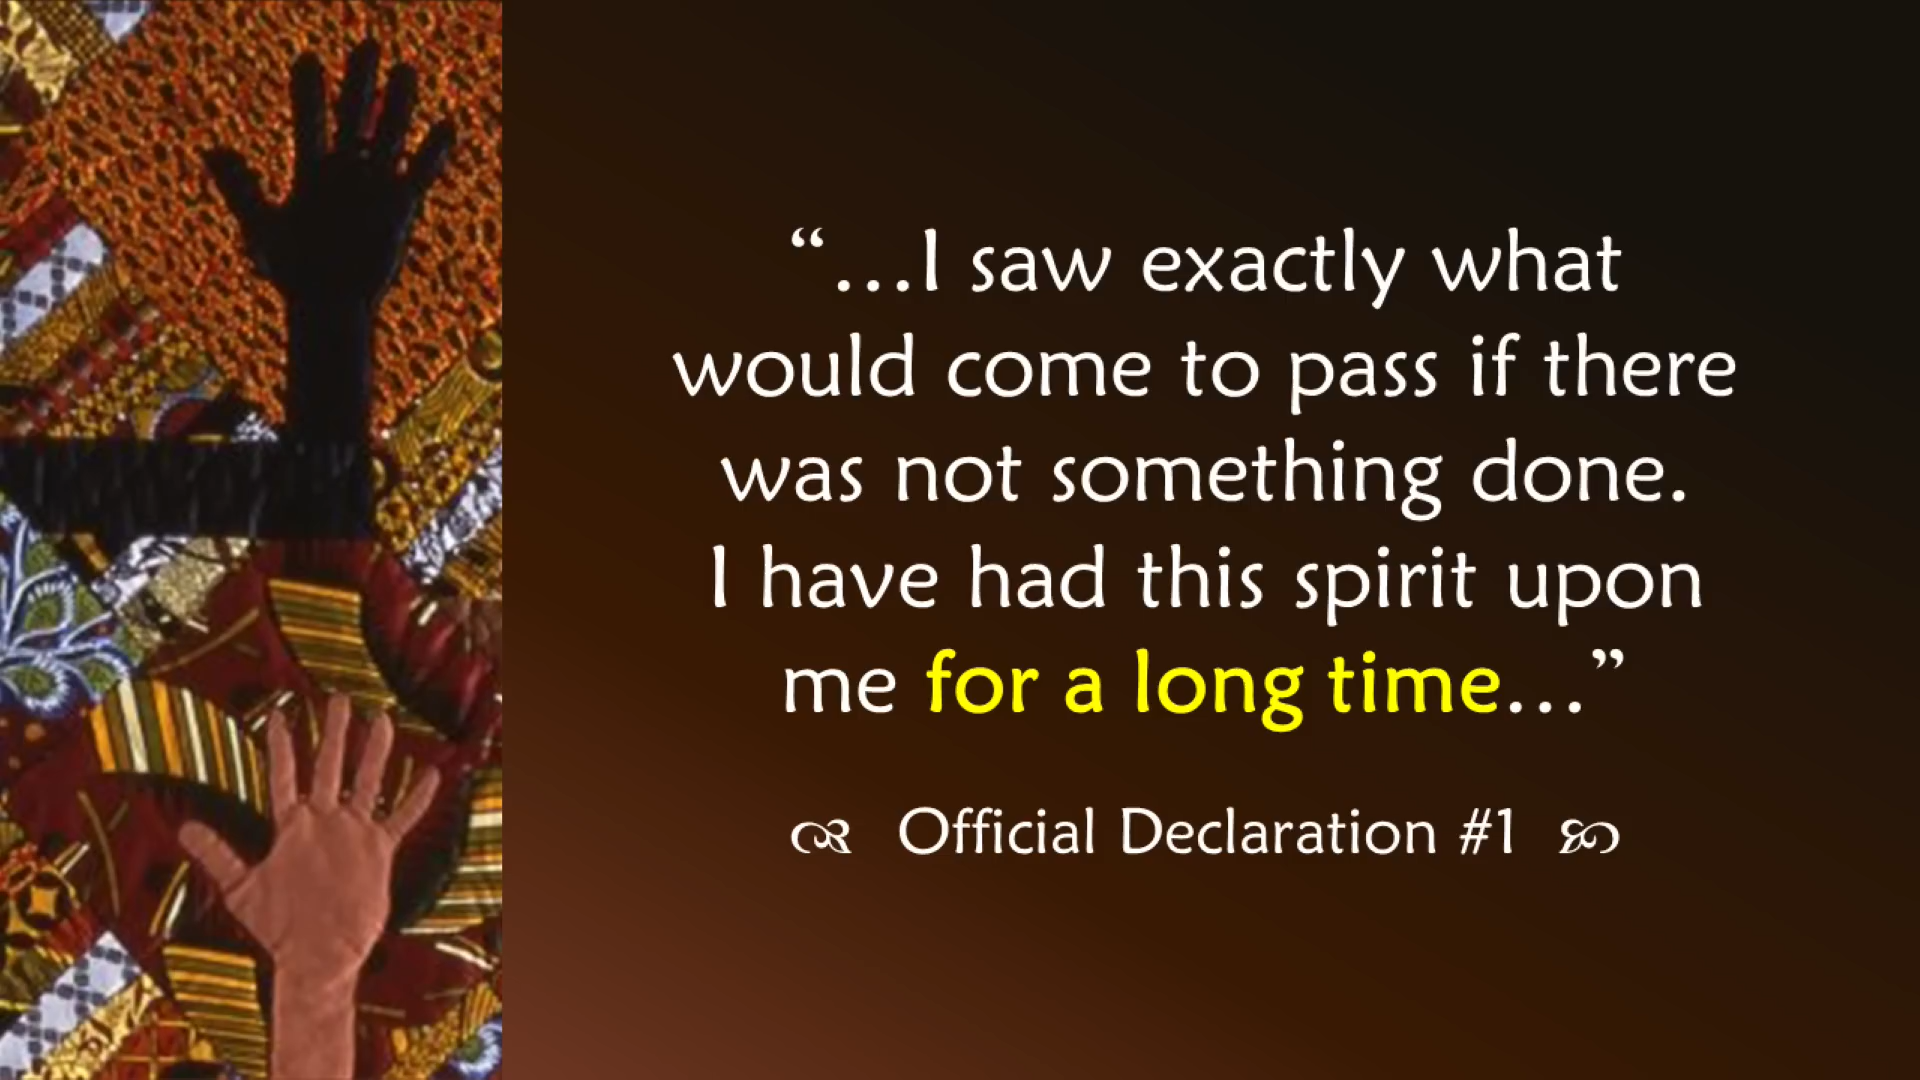 “...I saw exactly what
would come to pass if there
was not something done.
I have had this spirit upon
me for a long time...”
Official Declaration #1